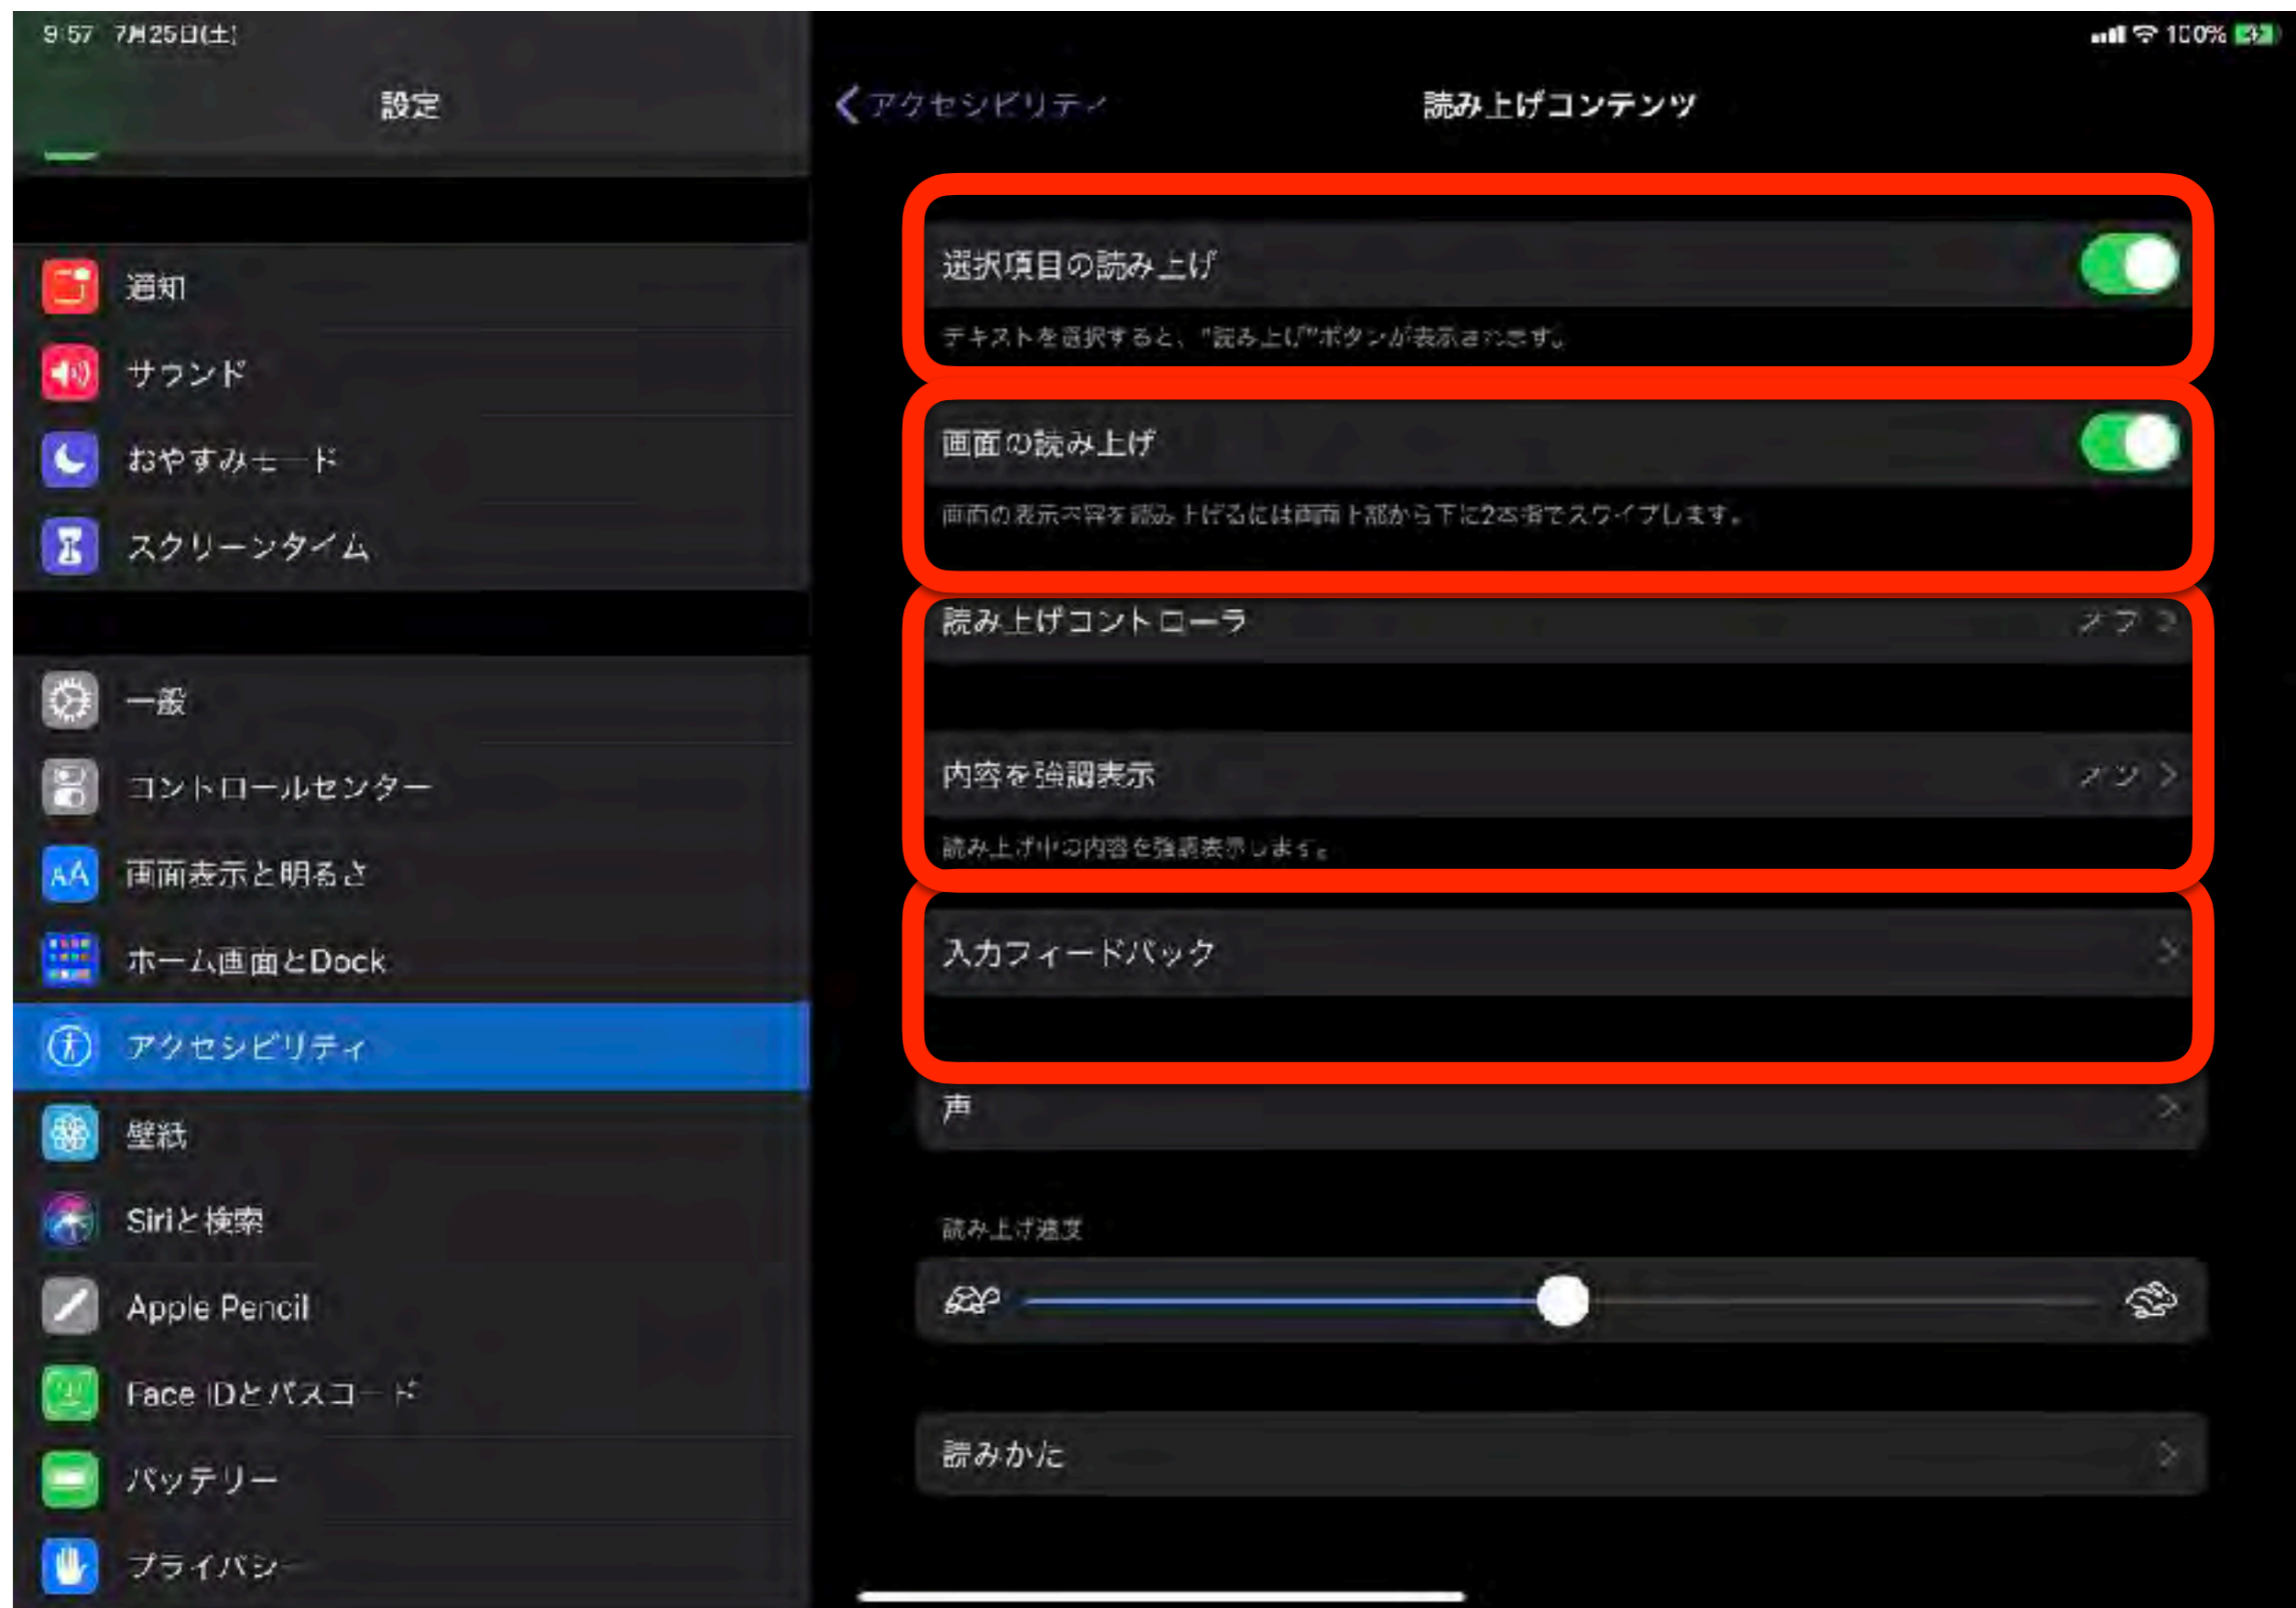 9:57 7月25日(土)
100%
設定
通知
サウンド
おやすみモード
スクリーンタイム
一般
コントロールセンター
AA 画面表示と明るさ
ホーム画面とDock
アクセシビリティ
壁紙
Siriと検索
Apple Pencil
Face IDとパスコード
バッテリー
プライバシー
アクセシビリティ
読み上げコンテンツ
選択項目の読み上げ
テキストを選択すると、"読み上げ"ボタンが表示されます。
画面の読み上げ
画面の表示内容を読み上げるには画面上部から下に2本指でスワイプします。
読み上げコントローラ オフ
内容を強調表示 オン
読み上げ中の内容を強調表示します。
入力フィードバック
声
読み上げ速度
読みかた